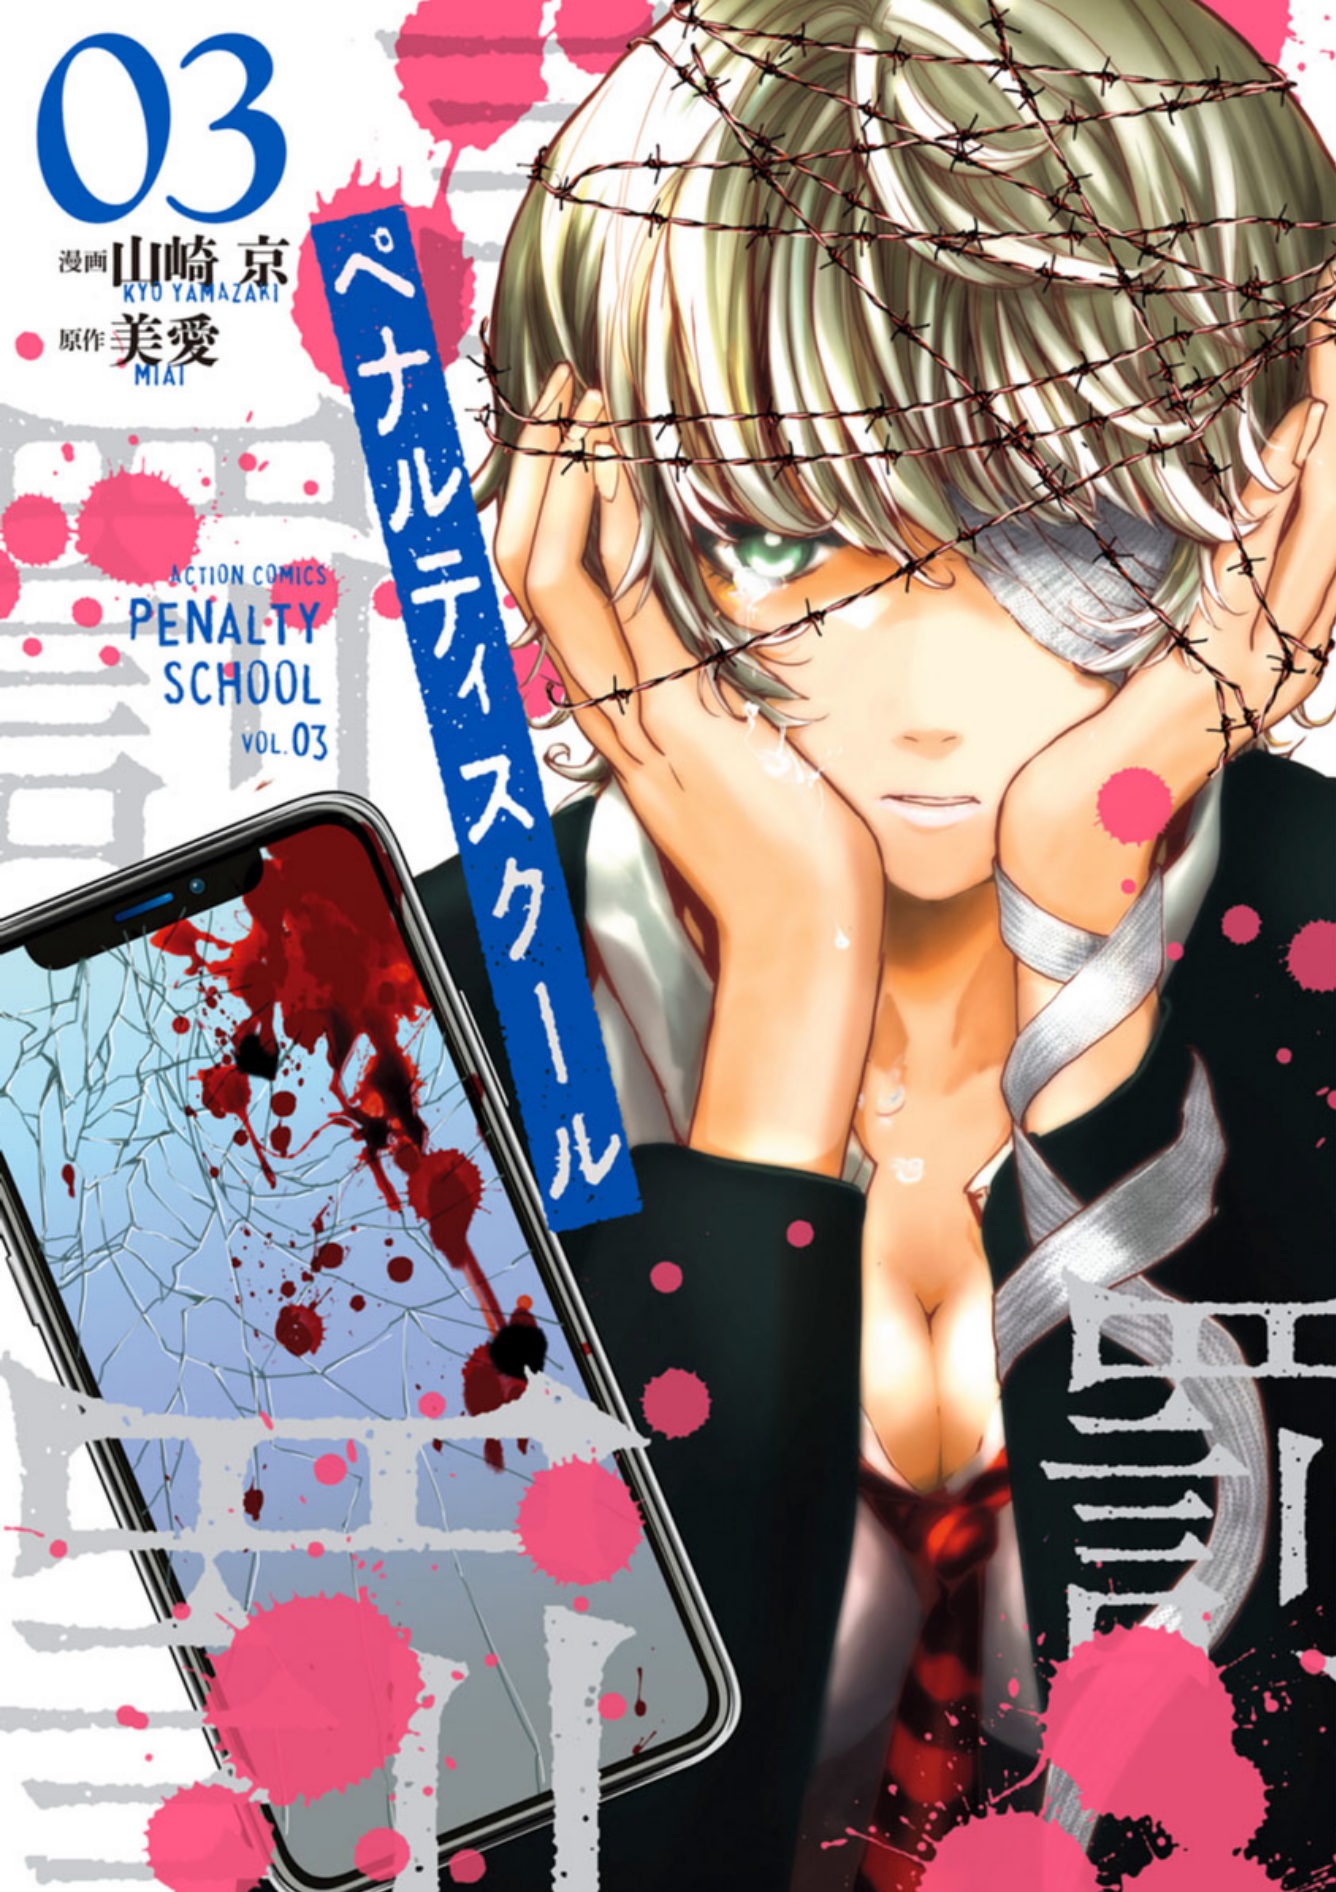 03
漫画 山崎 京
KYO YAMAZAKI
原作 美愛
MIAI
ペナルティスクール
ACTION COMICS
PENALTY
SCHOOL
VOL.03
罰
罰
罰